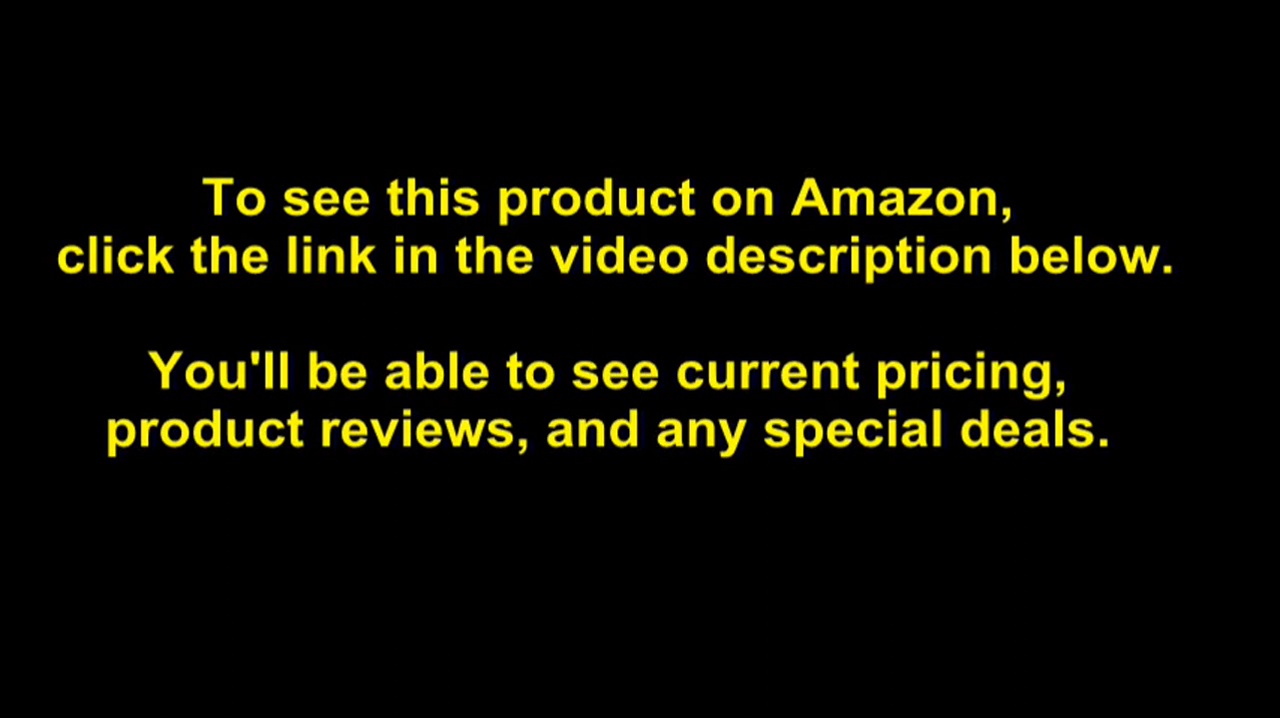 To see this product on Amazon,
click the link in the video description below.
You'll be able to see current pricing,
product reviews, and any special deals.